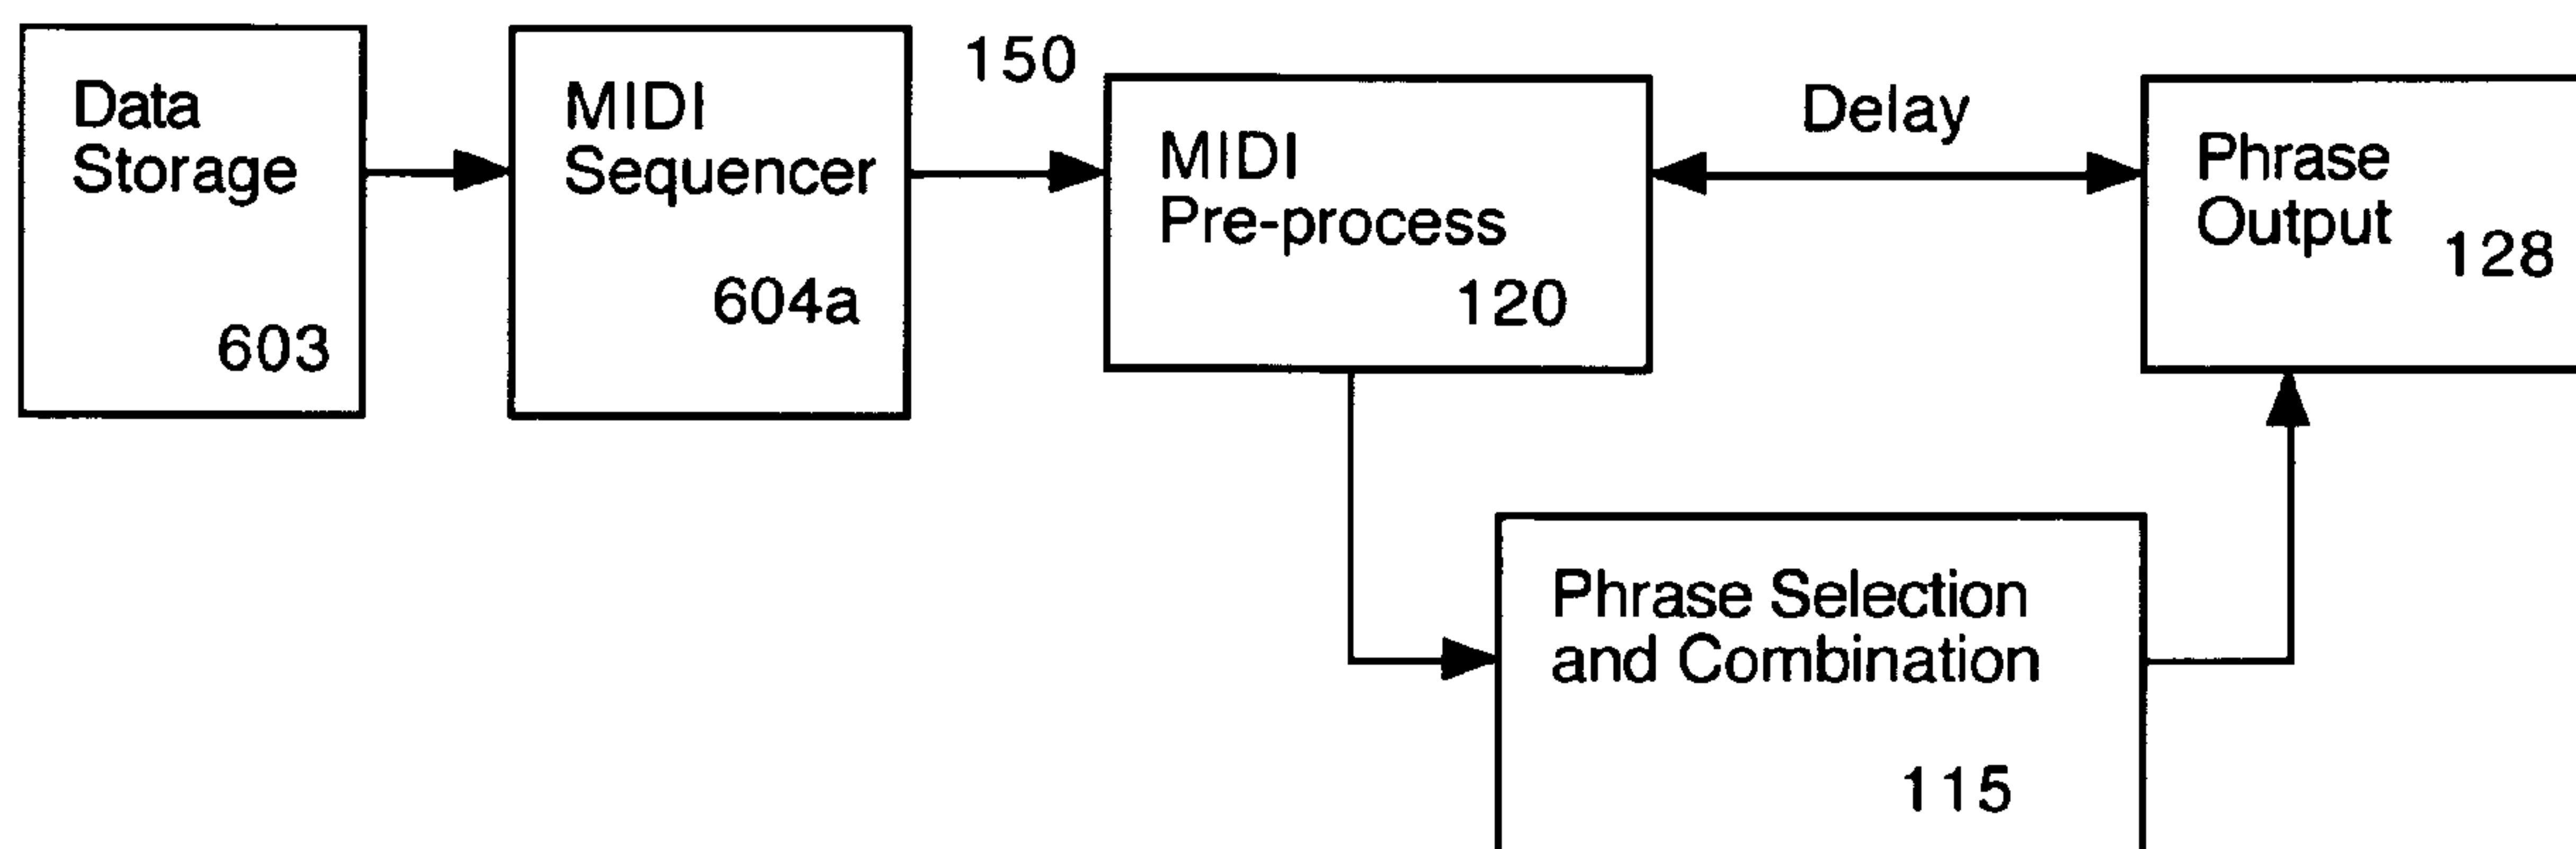 Data
Storage
603
MIDI
Sequencer
604a
150
MIDI
Pre-process
120
Delay
Phrase
Output
128
Phrase Selection
and Combination
115